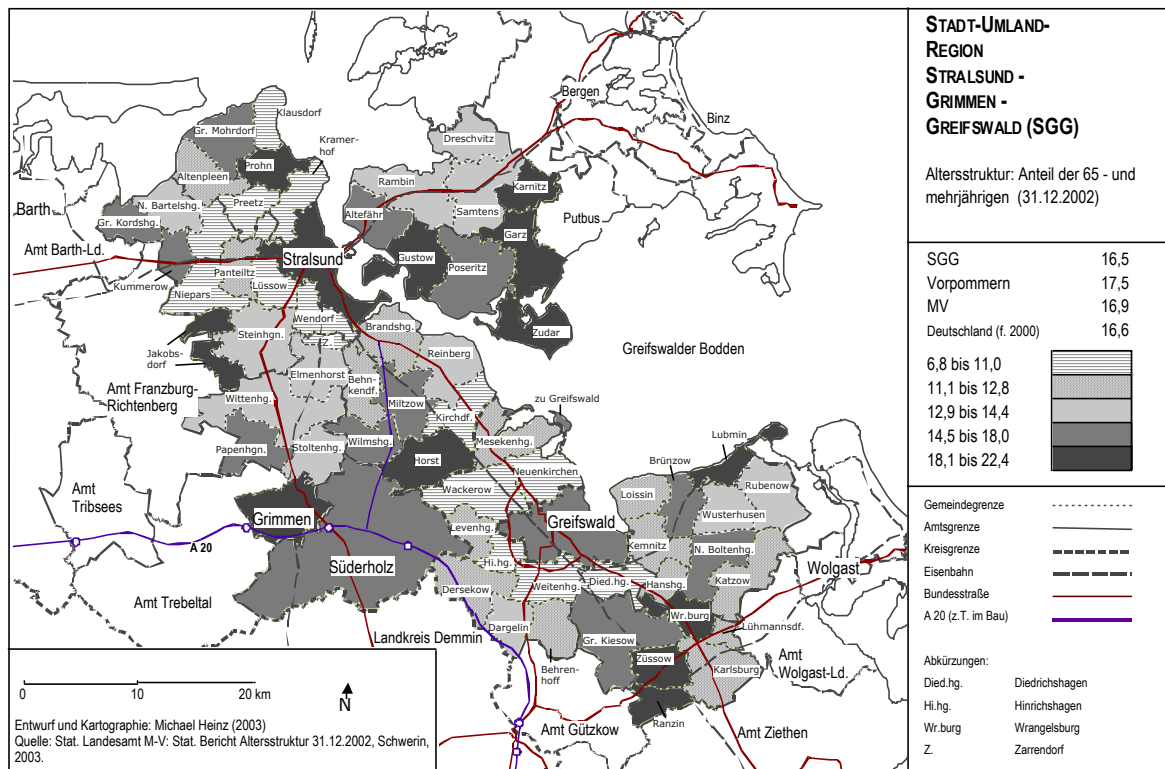 STADT-UMLAND-
REGION
STRALSUND -
GRIMMEN -
GREIFSWALD (SGG)
Altersstruktur: Anteil der 65 - und
mehrjährigen (31.12.2002)
SGG 16,5
Vorpommern 17,5
MV 16,9
Deutschland (f. 2000) 16,6
6,8 bis 11,0
11,1 bis 12,8
12,9 bis 14,4
14,5 bis 18,0
18,1 bis 22,4
Gemeindegrenze
Amtsgrenze
Kreisgrenze
Eisenbahn
Bundesstraße
A 20 (z.T. im Bau)
Abkürzungen:
Died.hg. Diedrichshagen
Hi.hg. Hinrichshagen
Wr.burg Wrangelsburg
Z. Zarrendorf
Klausdorf
Gr. Mohrdorf
Kramer-
hof
Prohn
Altenpleen
Preetz
N. Bartelshg.
Gr. Kordshg.
Barth
Amt Barth-Ld.
Kummerow
Niepars
Panteiltz
Lüssow
Stralsund
Wendorf
Z.
Steinhgn.
Jakobs-
dorf
Amt Franzburg-
Richtenberg
Elmenhorst
Behn-
kendf.
Brandshg.
Reinberg
Miltzow
Kirchdf.
Wittenhg.
Papenhgn.
Stoltenhg.
Wilmshg.
Horst
Mesekenhg.
zu Greifswald
Neuenkirchen
Wackerow
Amt
Tribsees
Grimmen
A 20
Süderholz
Amt Trebeltal
Landkreis Demmin
Levenhg.
Hi.hg.
Greifswald
Dersekow
Weitenhg.
Died.hg.
Hanshg.
Dargelin
Behren-
hoff
Gr. Kiesow
Wr.burg
Züssow
Ranzin
Karlsburg
Lühmannsdf.
Amt
Wolgast-Ld.
Amt Ziethen
Amt Gützkow
Kemnitz
Loissin
Brünzow
Lubmin
Rubenow
Wusterhusen
N. Boltenhg.
Katzow
Wolgast
Bergen
Binz
Dreschvitz
Rambin
Altefähr
Samtens
Karnitz
Putbus
Garz
Gustow
Poseritz
Zudar
Greifswalder Bodden
0 10 20 km
N
Entwurf und Kartographie: Michael Heinz (2003)
Quelle: Stat. Landesamt M-V: Stat. Bericht Altersstruktur 31.12.2002, Schwerin,
2003.